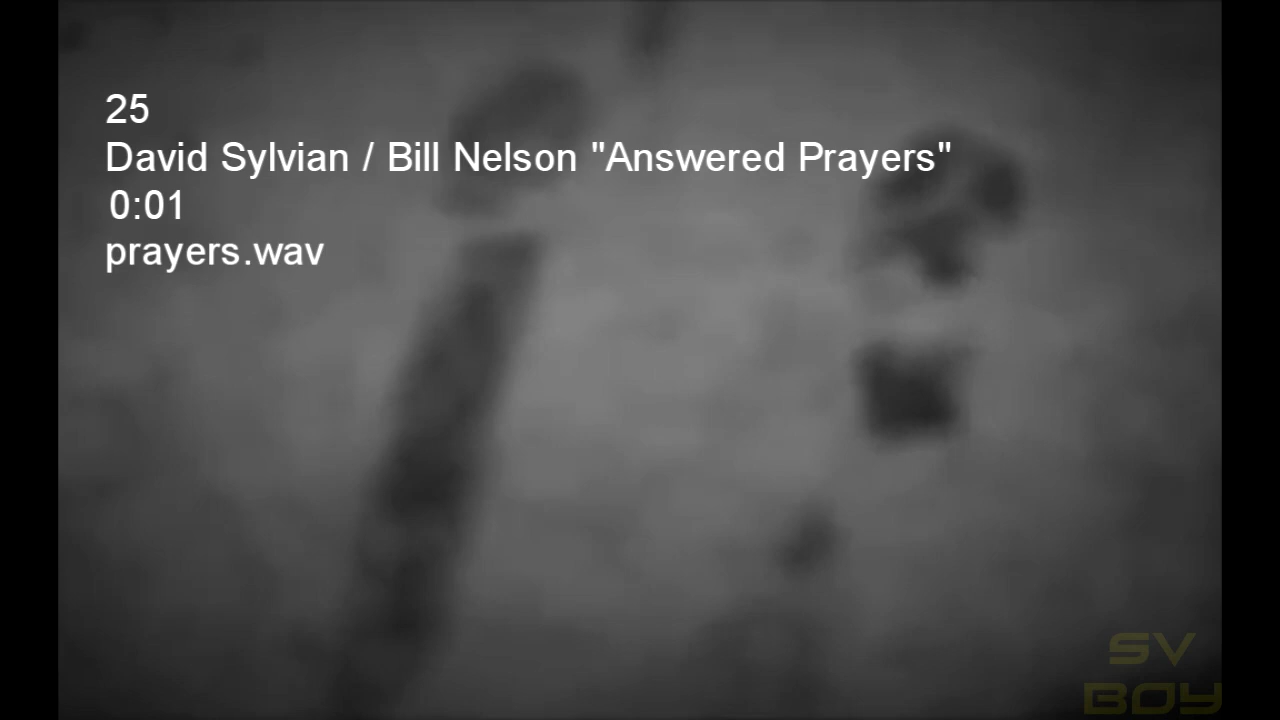 25
David Sylvian / Bill Nelson "Answered Prayers"
0:01
prayers.wav
SV
BOY